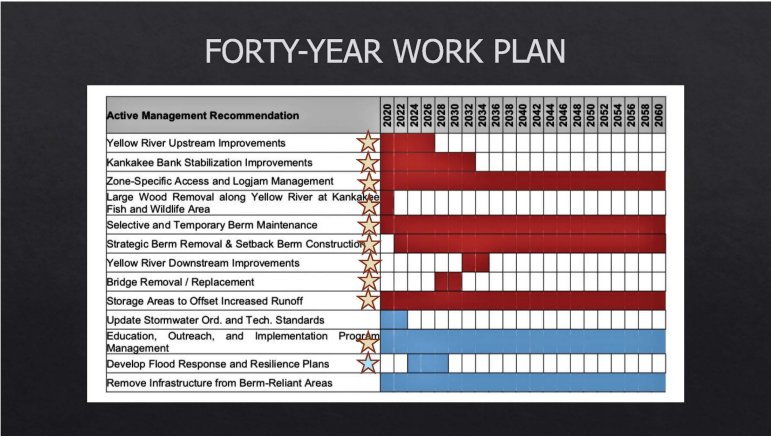 FORTY-YEAR WORK PLAN
Active Management Recommendation 2020 2022 2024 2026 2028 2030 2032 2034 2036 2038 2040 2042 2044 2046 2048 2050 2052 2054 2056 2058 2060
Yellow River Upstream Improvements
Kankakee Bank Stabilization Improvements
Zone-Specific Access and Logjam Management
Large Wood Removal along Yellow River at Kankakee
Fish and Wildlife Area
Selective and Temporary Berm Maintenance
Strategic Berm Removal & Setback Berm Construction
Yellow River Downstream Improvements
Bridge Removal / Replacement
Storage Areas to Offset Increased Runoff
Update Stormwater Ord. and Tech. Standards
Education, Outreach, and Implementation Program
Management
Develop Flood Response and Resilience Plans
Remove Infrastructure from Berm-Reliant Areas